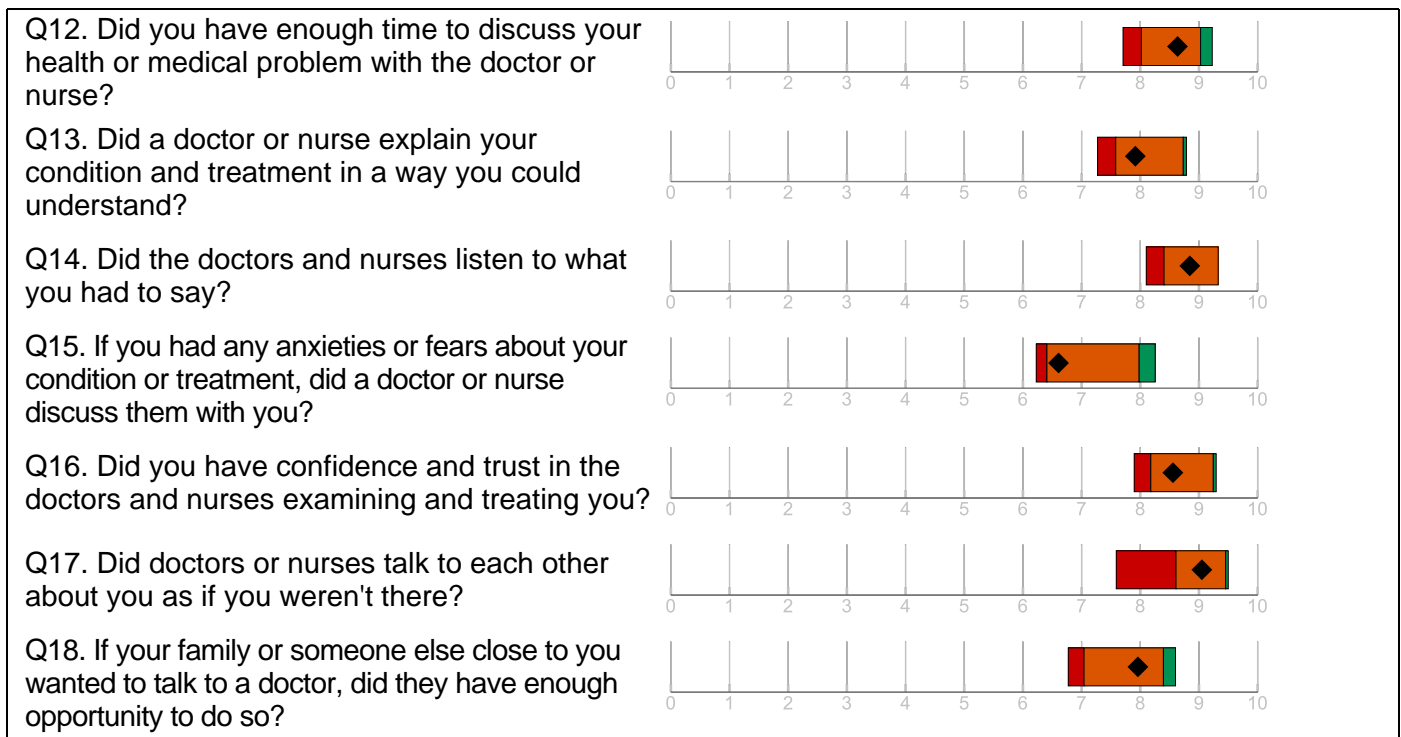 Q12. Did you have enough time to discuss your
health or medical problem with the doctor or
nurse?
0 1 2 3 4 5 6 7 8 9 10
Q13. Did a doctor or nurse explain your
condition and treatment in a way you could
understand?
0 1 2 3 4 5 6 7 8 9 10
Q14. Did the doctors and nurses listen to what
you had to say?
0 1 2 3 4 5 6 7 8 9 10
Q15. If you had any anxieties or fears about your
condition or treatment, did a doctor or nurse
discuss them with you?
0 1 2 3 4 5 6 7 8 9 10
Q16. Did you have confidence and trust in the
doctors and nurses examining and treating you?
0 1 2 3 4 5 6 7 8 9 10
Q17. Did doctors or nurses talk to each other
about you as if you weren't there?
0 1 2 3 4 5 6 7 8 9 10
Q18. If your family or someone else close to you
wanted to talk to a doctor, did they have enough
opportunity to do so?
0 1 2 3 4 5 6 7 8 9 10